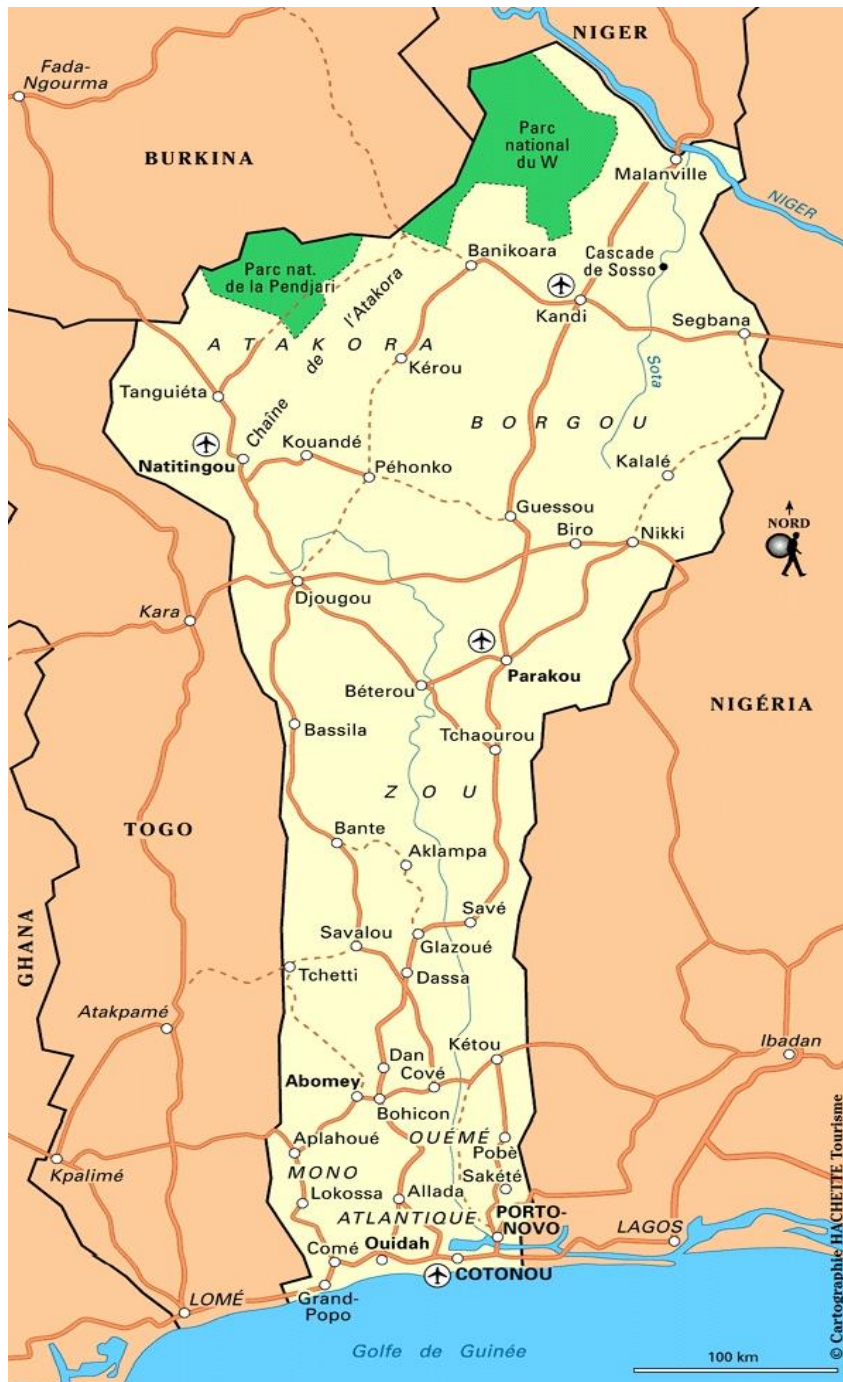 NIGER
Fada-
Ngourma
BURKINA
Parc
national
du W
Malanville
NIGER
Parc nat.
de la Pendjari
Banikoara
Cascade
de Sosso
Kandi
Segbana
ATAKORA
Chaîne de l'Atakora
Kérou
Sota
Tanguiéta
BORGOU
Natitingou
Kouandé
Péhonko
Kalalé
Guessou
Biro
Nikki
NORD
Djougou
Kara
Parakou
Béterou
NIGÉRIA
Bassila
Tchaourou
ZOU
TOGO
Bante
Aklampa
GHANA
Savé
Savalou
Glazoué
Tchetti
Dassa
Atakpamé
Ibadan
Kétou
Dan
Cové
Abomey
Bohicon
Aplahoué
OUÉMÉ
Pobè
Kpalimé
MONO
Sakété
Lokossa
Allada
ATLANTIQUE
PORTO-
NOVO
LAGOS
Ouidah
Comé
COTONOU
Grand-
Popo
LOMÉ
Golfe de Guinée
100 km
© Cartographie HACHETTE Tourisme